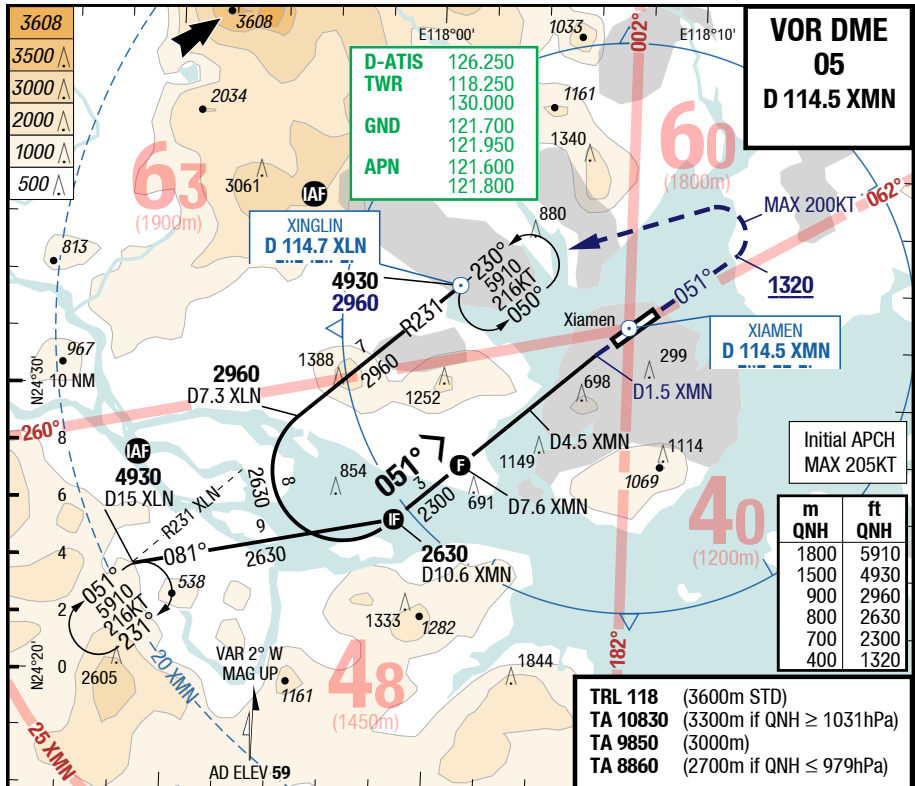 3608
3500
3000
2000
1000
500
3608
E118°00'
1033
002°
E118°10'
VOR DME
05
D 114.5 XMN
D-ATIS 126.250
TWR 118.250
130.000
GND 121.700
121.950
APN 121.600
121.800
2034
1161
1340
63
(1900m)
60
(1800m)
3061
IAF
062°
MAX 200KT
880
XINGLIN
D 114.7 XLN
813
4930
2960
230°
5910
216KT
050°
051°
1320
R231
Xiamen
XIAMEN
D 114.5 XMN
967
10 NM
N24°30'
1388
7
2960
299
2960
D7.3 XLN
1252
698
D1.5 XMN
260°
8
IAF
4930
D15 XLN
051°
D4.5 XMN
Initial APCH
MAX 205KT
R231 XLN
8
2630
854
3
F
1149
1114
1069
6
2300
691
D7.6 XMN
40
(1200m)
m ft
QNH QNH
1800 5910
1500 4930
900 2960
800 2630
700 2300
400 1320
9
IF
4
081°
2630
2630
D10.6 XMN
051°
5910
216KT
231°
538
2
1333
1282
N24°20'
0
2605
20 XMN
VAR 2° W
MAG UP
1161
48
(1450m)
182°
1844
25 XMN
AD ELEV 59
TRL 118 (3600m STD)
TA 10830 (3300m if QNH ≥ 1031hPa)
TA 9850 (3000m)
TA 8860 (2700m if QNH ≤ 979hPa)